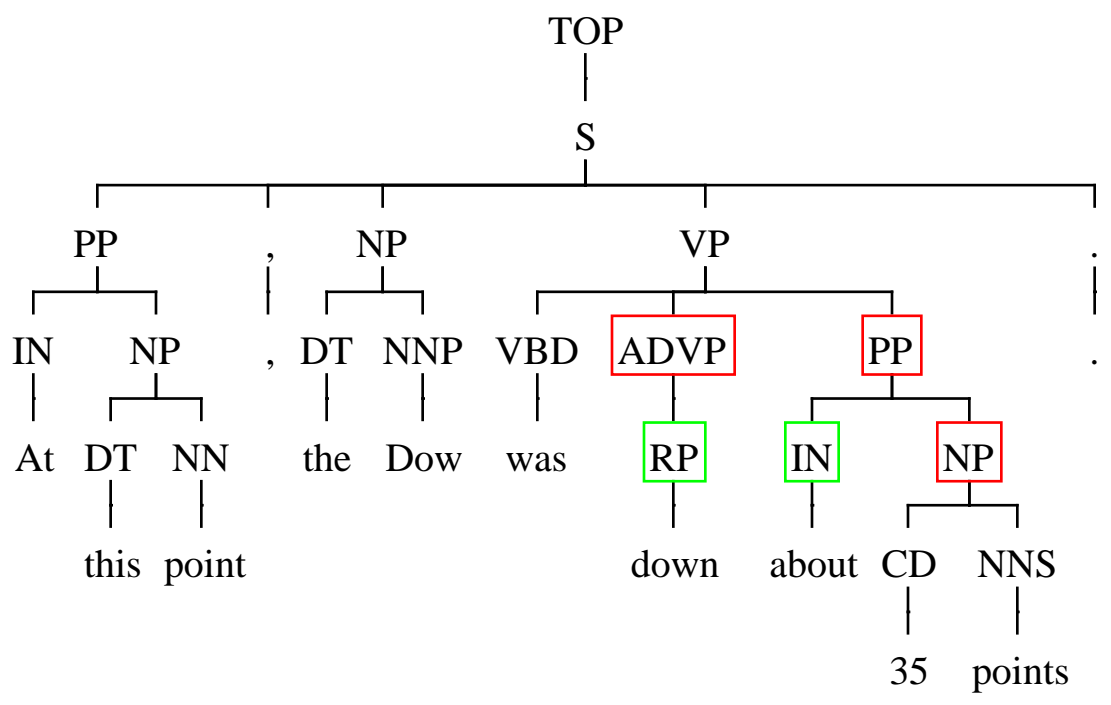 TOP
S
PP , NP VP .
IN NP , DT NNP VBD ADVP PP .
At DT NN the Dow was RP IN NP
this point down about CD NNS
35 points